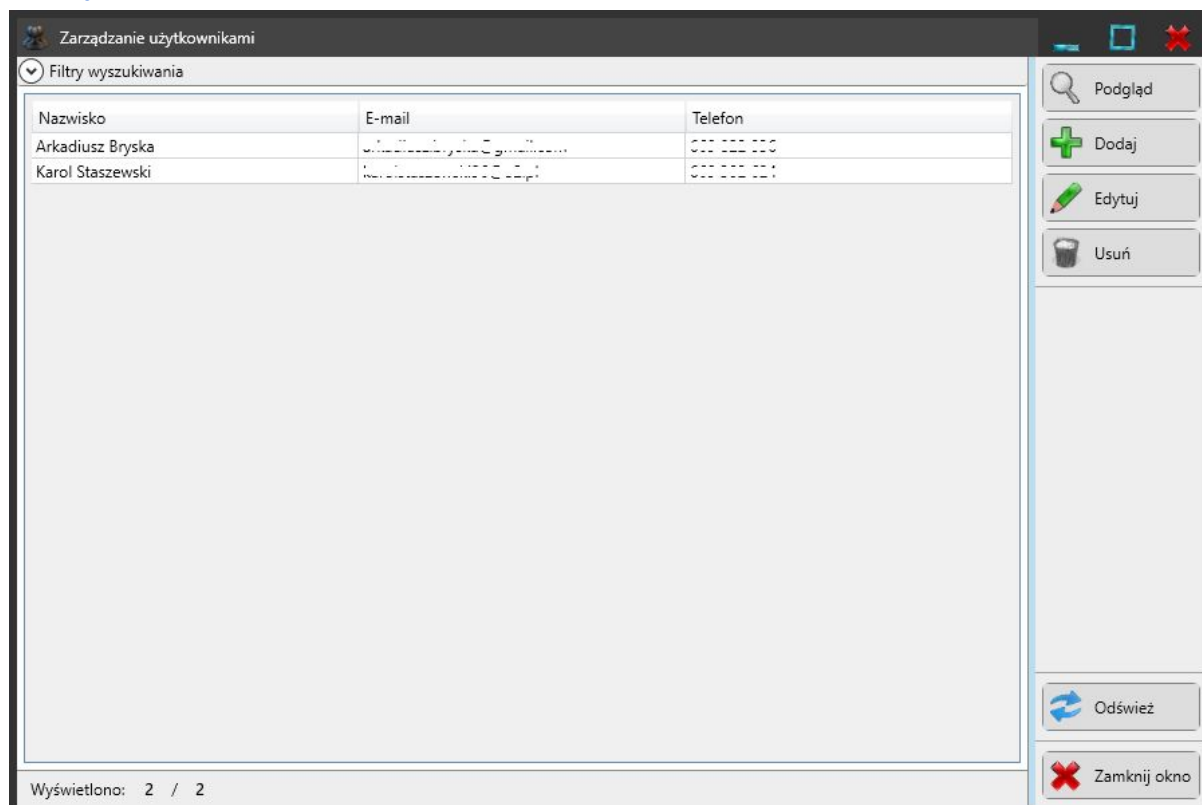 Zarządzanie użytkownikami
Filtry wyszukiwania
Nazwisko E-mail Telefon
Arkadiusz Bryska
Karol Staszewski
Podgląd
Dodaj
Edytuj
Usuń
Odśwież
Zamknij okno
Wyświetlono: 2 / 2